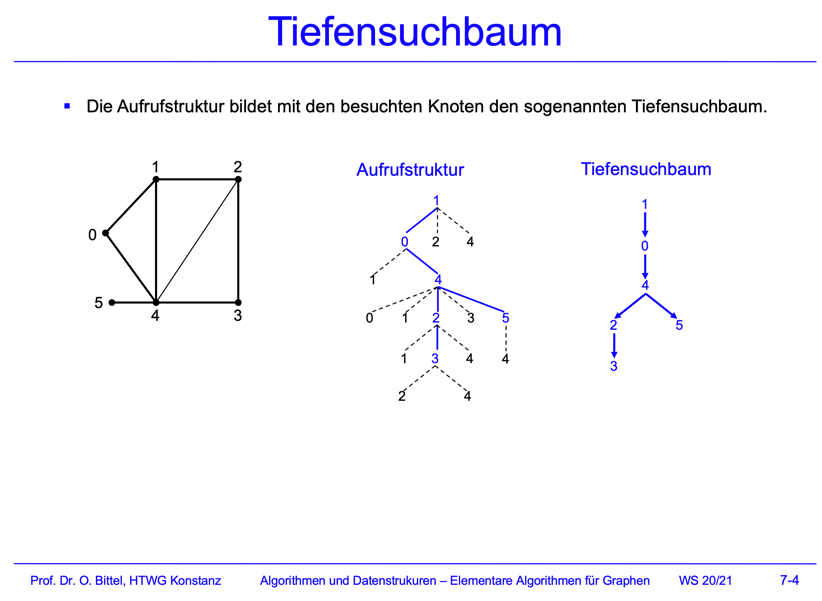 Tiefensuchbaum
▪ Die Aufrufstruktur bildet mit den besuchten Knoten den sogenannten Tiefensuchbaum.
1 2
0
5
4 3
Aufrufstruktur
1
0 2 4
1 4
0 1 2 3 5
1 3 4 4
2 4
Tiefensuchbaum
1
0
4
2 5
3
Prof. Dr. O. Bittel, HTWG Konstanz Algorithmen und Datenstrukuren – Elementare Algorithmen für Graphen WS 20/21 7-4